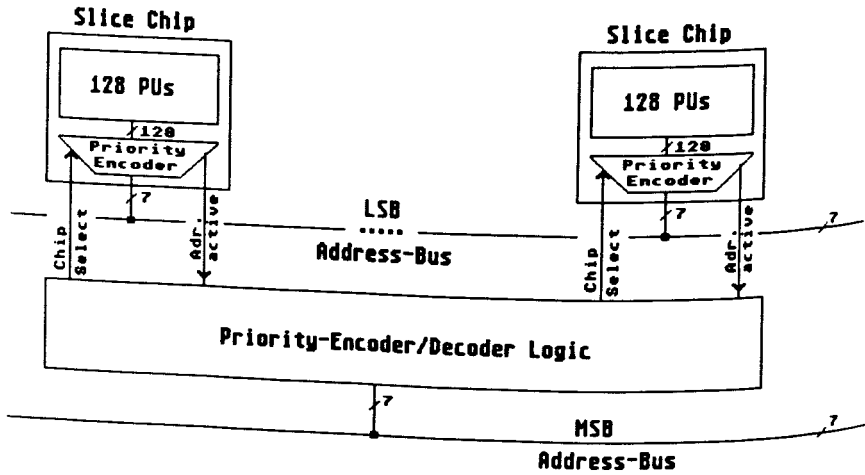 Slice Chip
Slice Chip
128 PUs
128 PUs
128
128
Priority
Encoder
Priority
Encoder
7
7
7
LSB
.....
Address-Bus
Chip
Select
Adr.
active
Chip
Select
Adr.
active
Priority-Encoder/Decoder Logic
7
7
MSB
Address-Bus